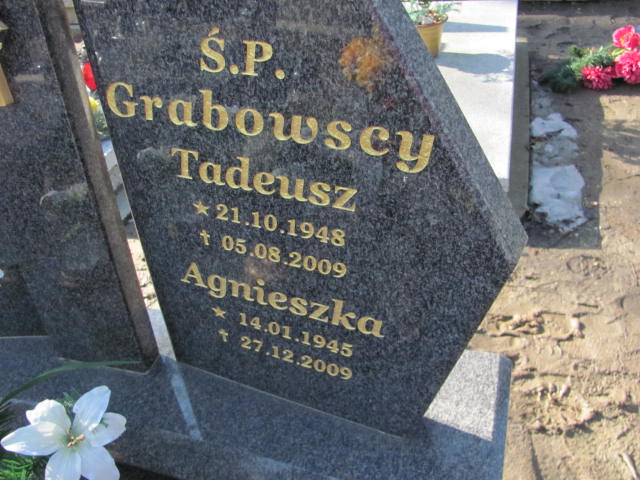 Ś.P.
Grabowscy
Tadeusz
★ 21.10.1948
✝ 05.08.2009
Agnieszka
★ 14.01.1945
✝ 27.12.2009